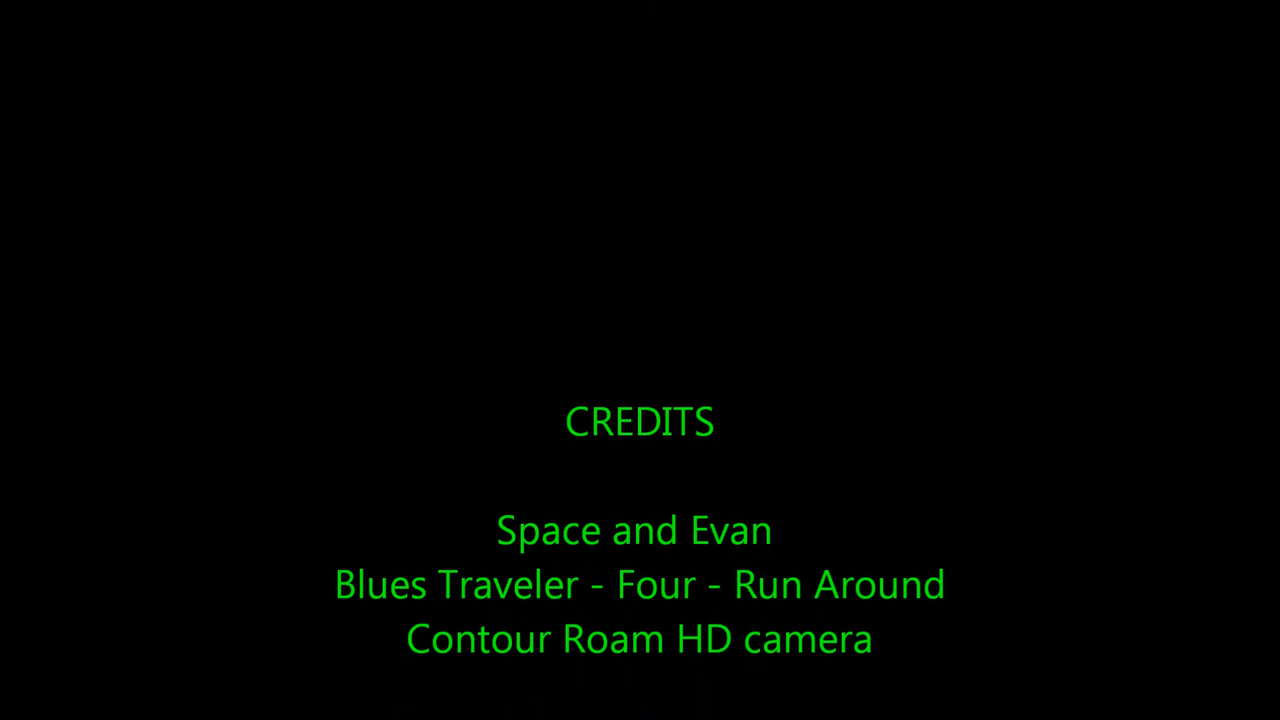 CREDITS
Space and Evan
Blues Traveler - Four - Run Around
Contour Roam HD camera